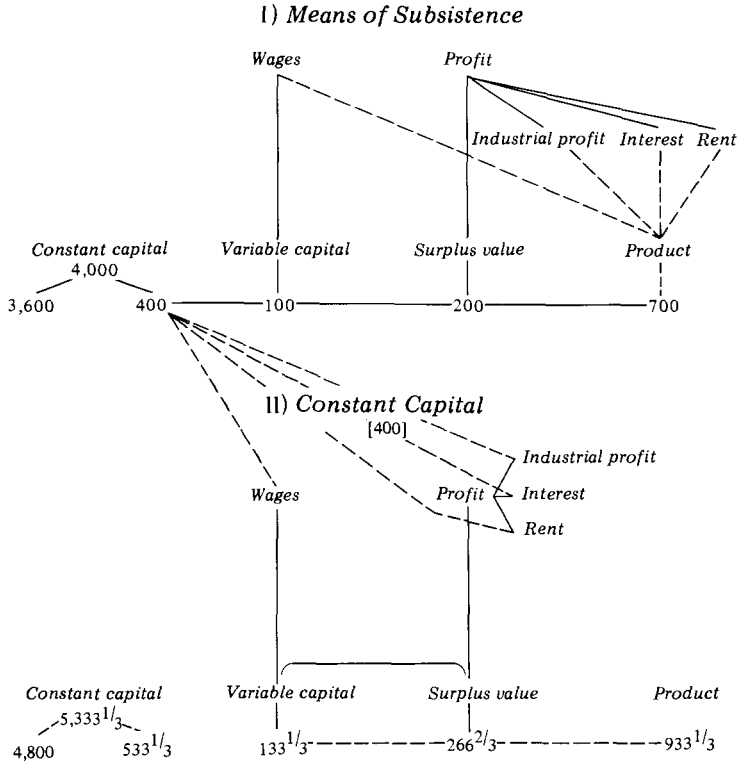 I) Means of Subsistence
Wages Profit
Industrial profit Interest Rent
Constant capital Variable capital Surplus value Product
4,000
3,600 400 100 200 700
II) Constant Capital
[400]
Industrial profit
Wages Profit Interest
Rent
Constant capital Variable capital Surplus value Product
5,333 1/3
4,800 533 1/3 133 1/3 266 2/3 933 1/3